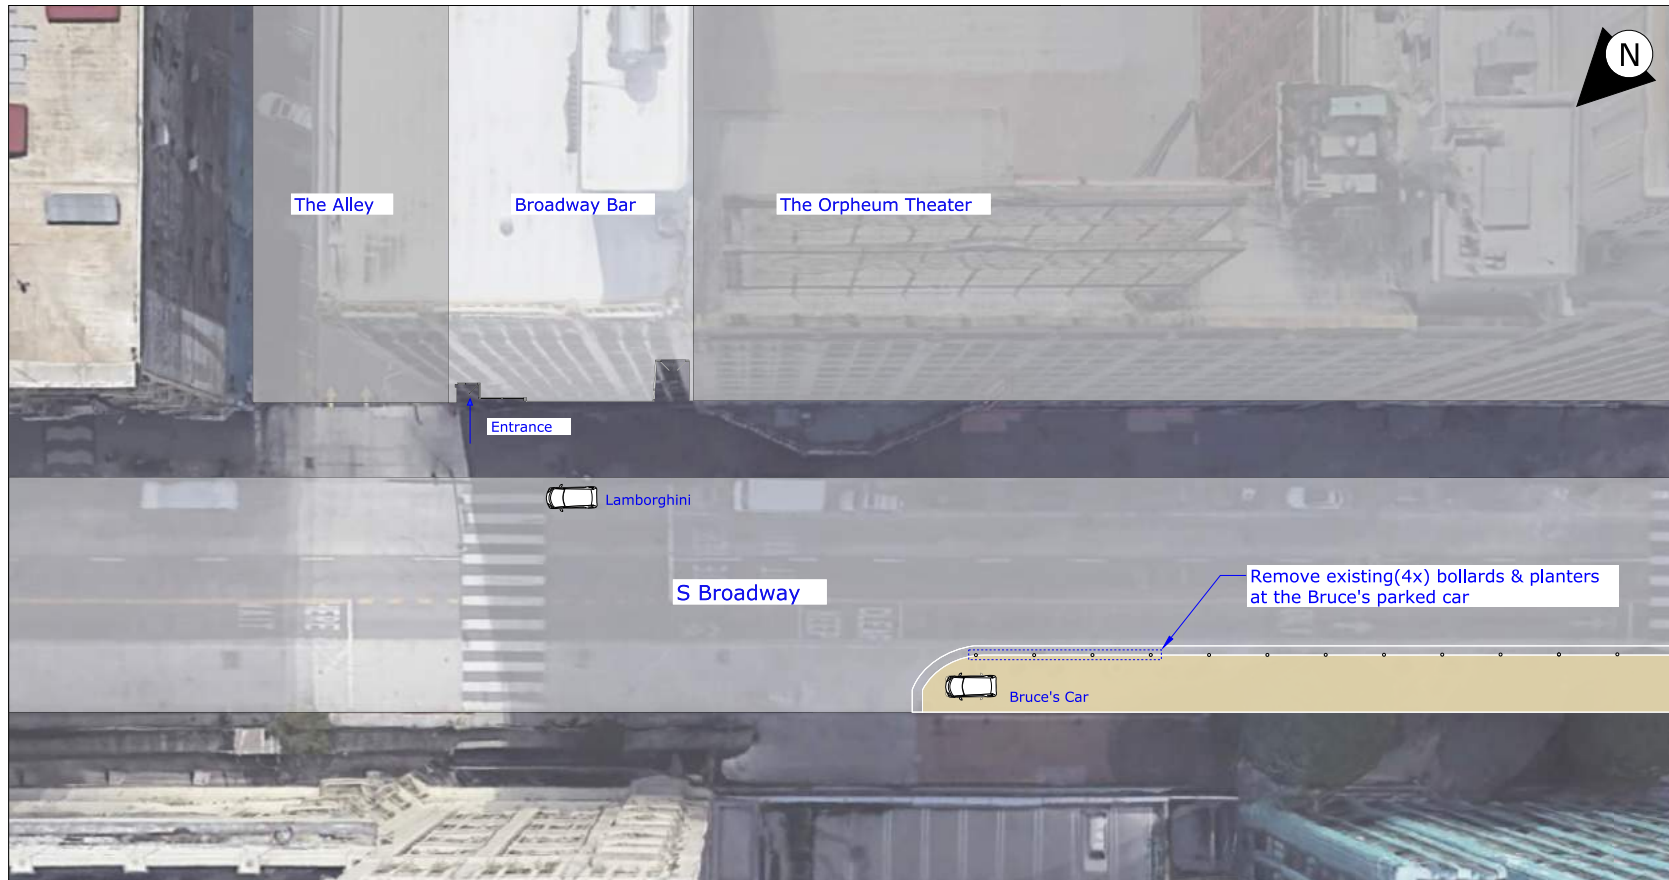 N
The Alley
Broadway Bar
The Orpheum Theater
Entrance
Lamborghini
S Broadway
Remove existing(4x) bollards & planters
at the Bruce's parked car
Bruce's Car